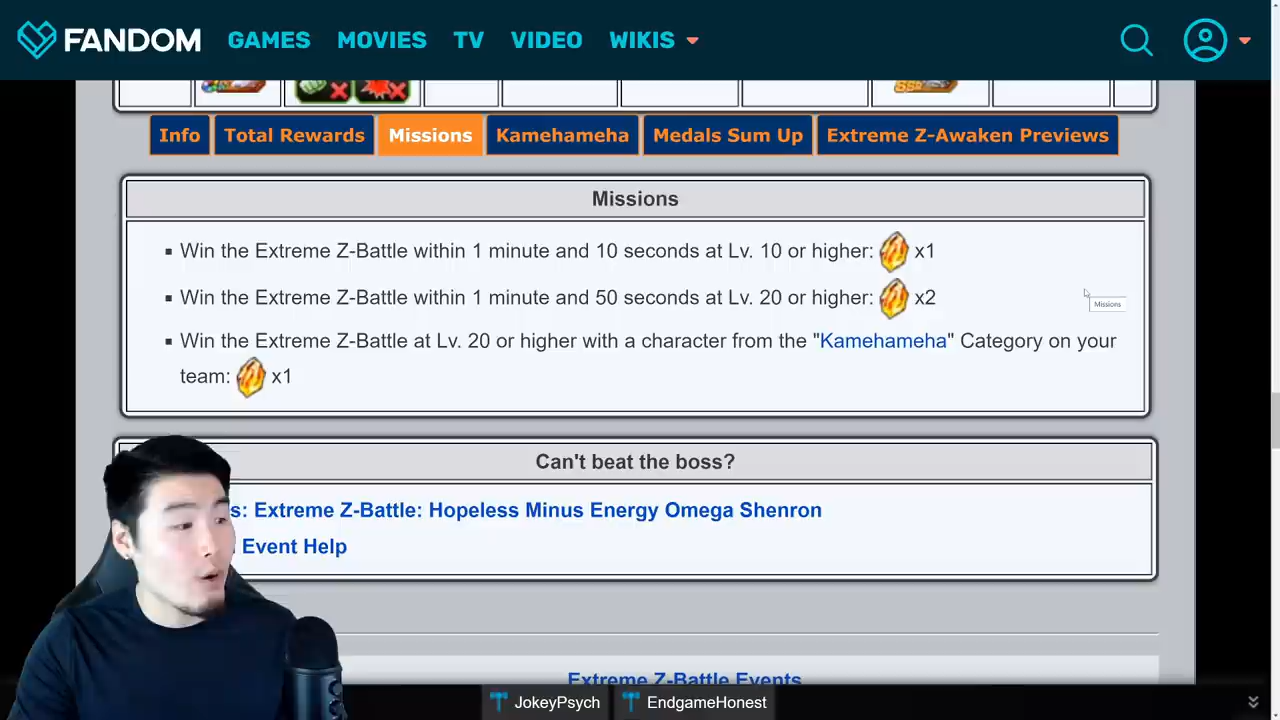 FANDOM GAMES MOVIES TV VIDEO WIKIS
Info Total Rewards Missions Kamehameha Medals Sum Up Extreme Z-Awaken Previews
Missions
Win the Extreme Z-Battle within 1 minute and 10 seconds at Lv. 10 or higher: x1
Win the Extreme Z-Battle within 1 minute and 50 seconds at Lv. 20 or higher: x2
Missions
Win the Extreme Z-Battle at Lv. 20 or higher with a character from the "Kamehameha" Category on your
team: x1
Can't beat the boss?
s: Extreme Z-Battle: Hopeless Minus Energy Omega Shenron
Event Help
Extreme Z-Battle Events
JokeyPsych EndgameHonest